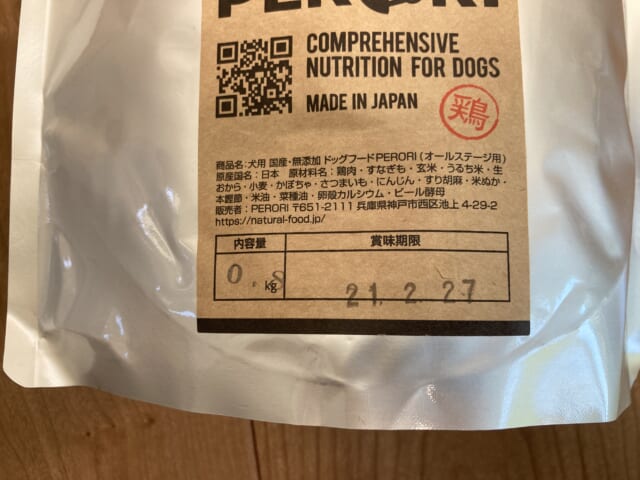 PERORI
COMPREHENSIVE
NUTRITION FOR DOGS
MADE IN JAPAN
鶏
商品名:犬用 国産・無添加 ドッグフードPERORI(オールステージ用)
原産国名:日本 原材料名:鶏肉・すなぎも・玄米・うるち米・生
おから・小麦・かぼちゃ・さつまいも・にんじん・すり胡麻・米ぬか・
本鰹節・米油・菜種油・卵殻カルシウム・ビール酵母
販売者:PERORI 〒651-2111 兵庫県神戸市西区池上 4-29-2
https://natural-food.jp/
内容量 賞味期限
0.8kg 21.2.27